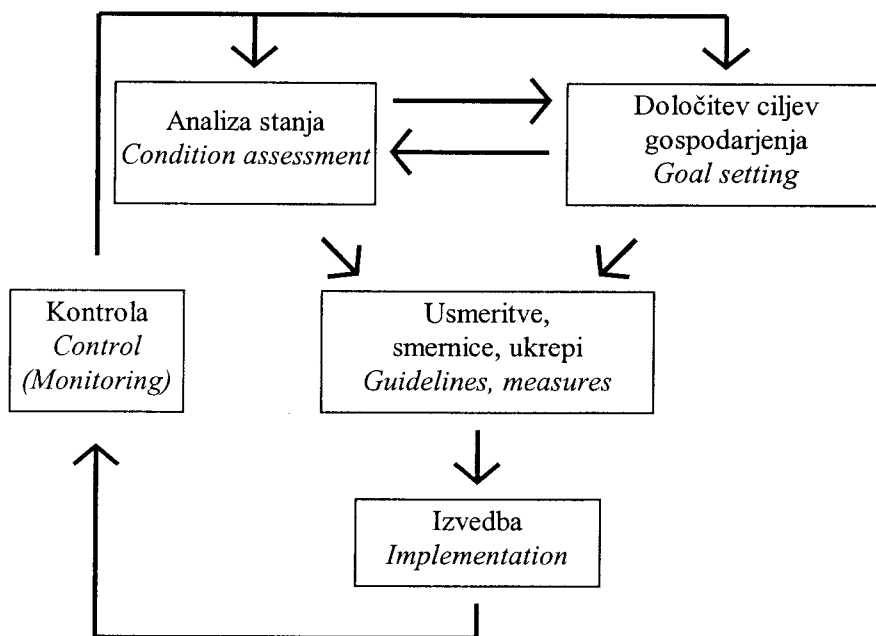 Analiza stanja
Condition assessment
Določitev ciljev
gospodarjenja
Goal setting
Kontrola
Control
(Monitoring)
Usmeritve,
smernice, ukrepi
Guidelines, measures
Izvedba
Implementation